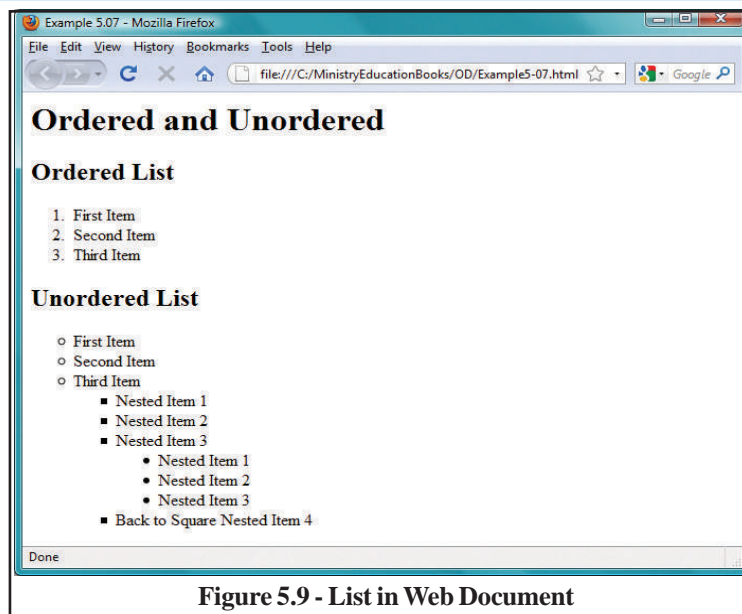 Example 5.07 - Mozilla Firefox
File Edit View History Bookmarks Tools Help
file:///C:/MinistryEducationBooks/OD/Example5-07.html Google
Ordered and Unordered
Ordered List
1. First Item
2. Second Item
3. Third Item
Unordered List
First Item
Second Item
Third Item
Nested Item 1
Nested Item 2
Nested Item 3
Nested Item 1
Nested Item 2
Nested Item 3
Back to Square Nested Item 4
Done
Figure 5.9 - List in Web Document